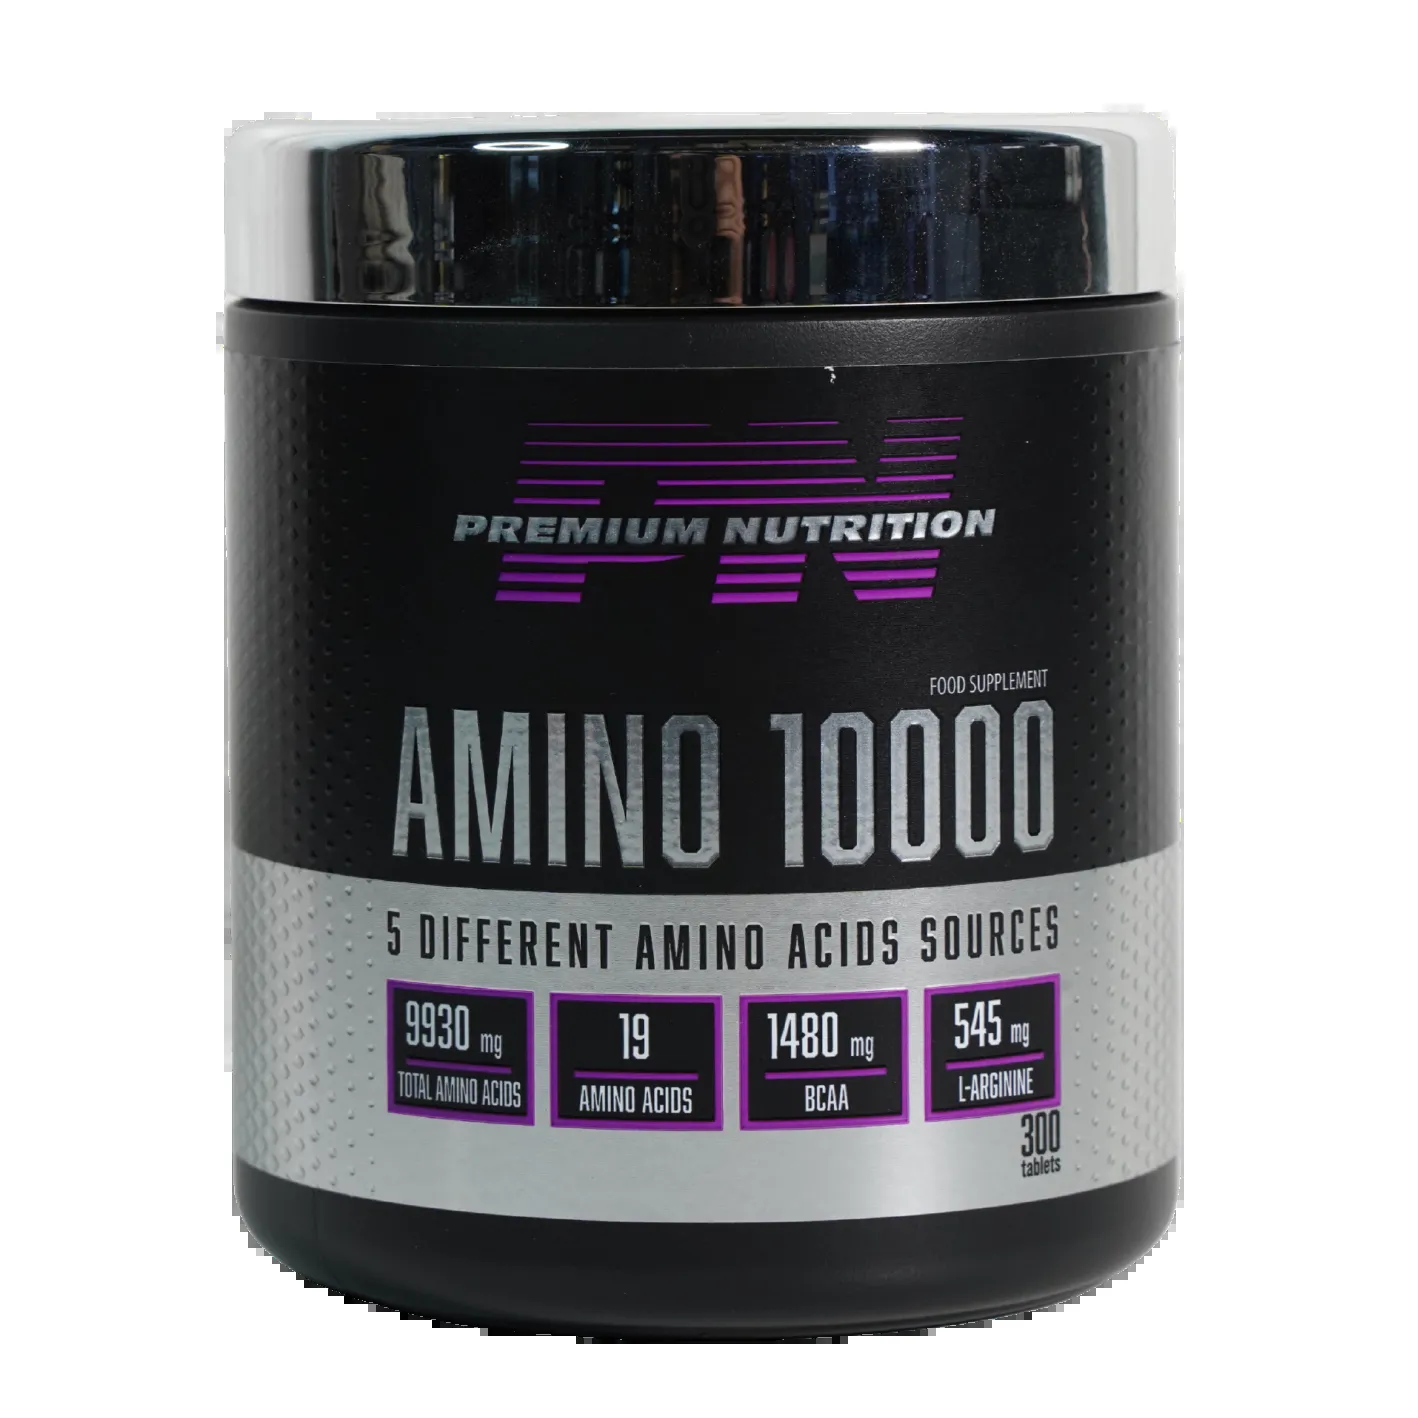 PN
PREMIUM NUTRITION
FOOD SUPPLEMENT
AMINO 10000
5 DIFFERENT AMINO ACIDS SOURCES
9930 mg
TOTAL AMINO ACIDS
19
AMINO ACIDS
1480 mg
BCAA
545 mg
L-ARGININE
300
tablets